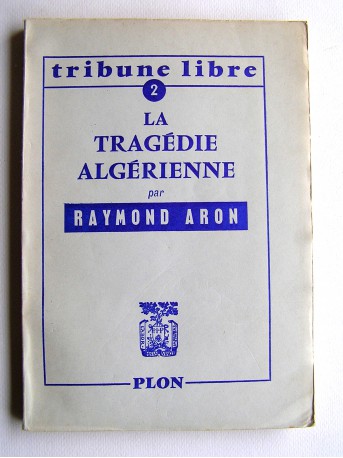 tribune libre
2
LA
TRAGÉDIE
ALGÉRIENNE
par
RAYMOND ARON
PLON